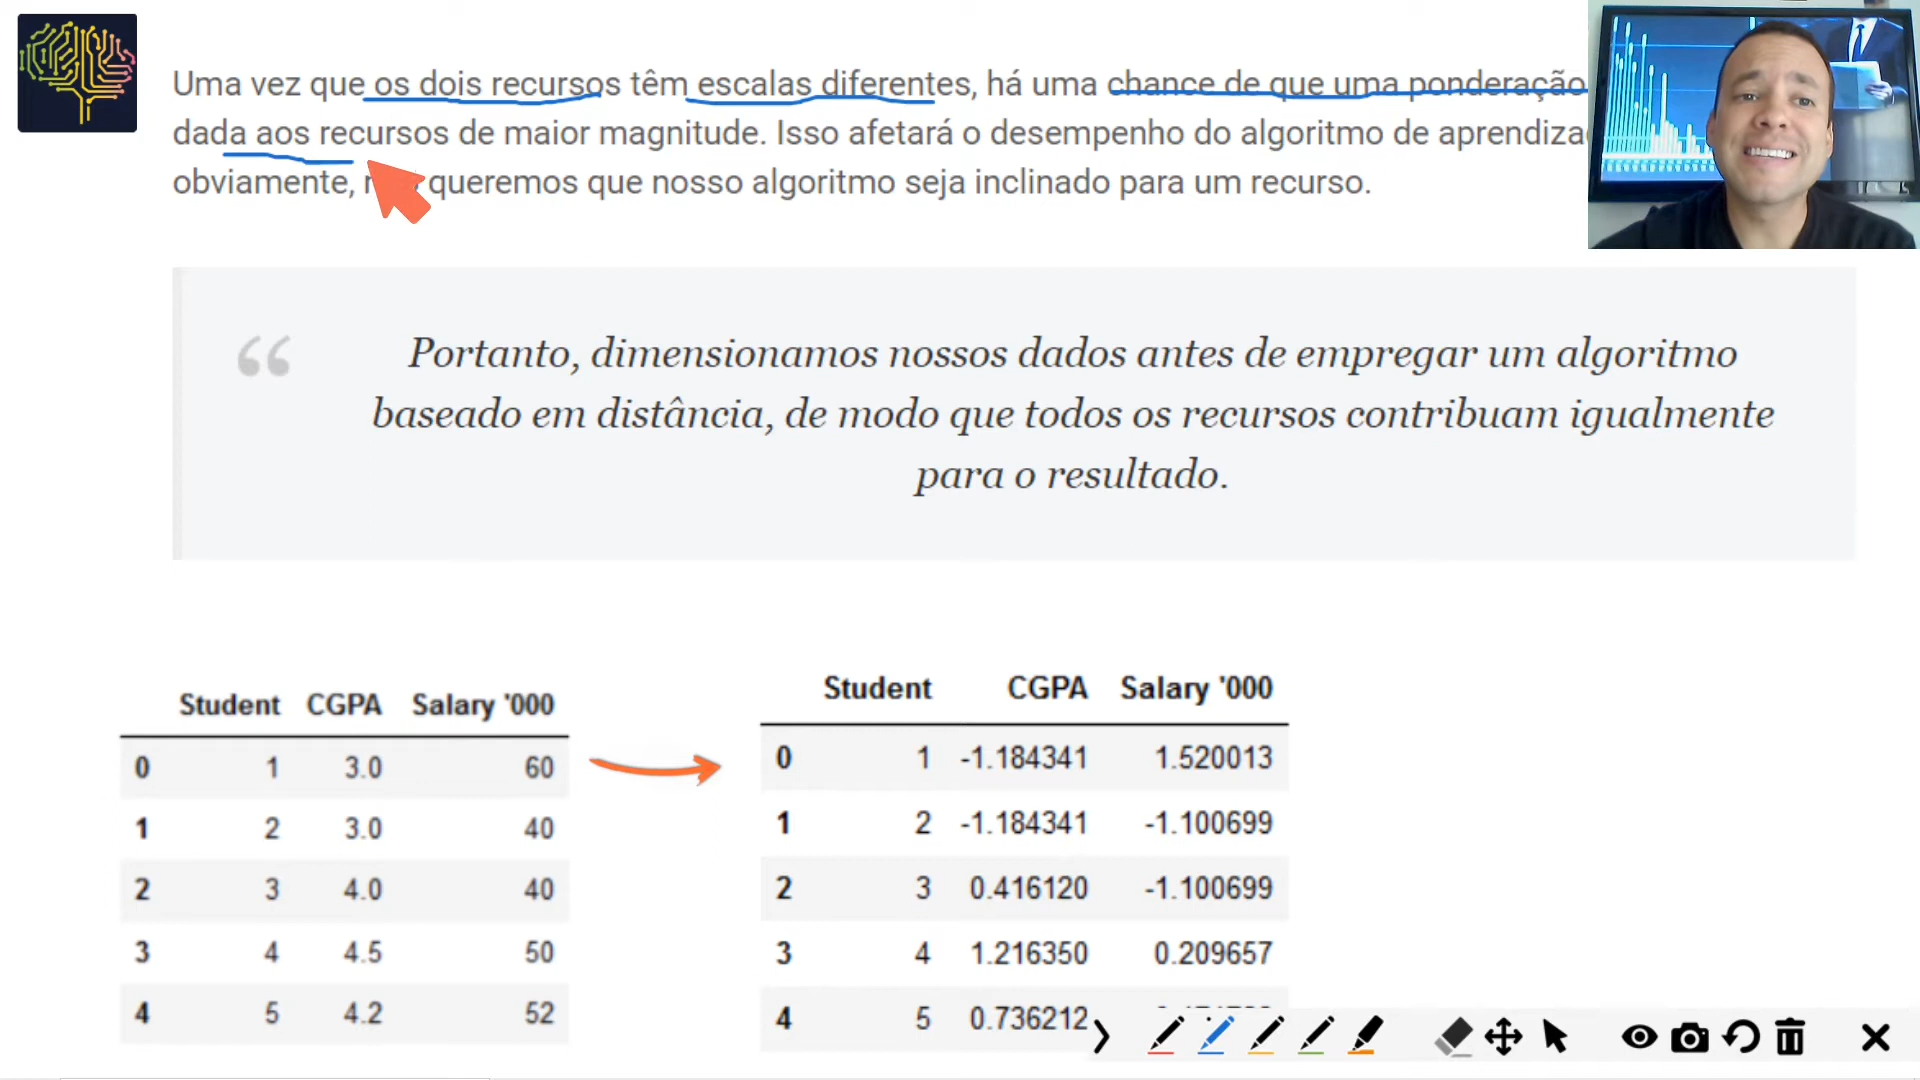 Uma vez que os dois recursos têm escalas diferentes, há uma chance de que uma ponderação
dada aos recursos de maior magnitude. Isso afetará o desempenho do algoritmo de
obviamente, queremos que nosso algoritmo seja inclinado para um recurso.
“
Portanto, dimensionamos nossos dados antes de empregar um algoritmo
baseado em distância, de modo que todos os recursos contribuam igualmente
para o resultado.
Student CGPA Salary '000
0 1 3.0 60
1 2 3.0 40
2 3 4.0 40
3 4 4.5 50
4 5 4.2 52
Student CGPA Salary '000
0 1 -1.184341 1.520013
1 2 -1.184341 -1.100699
2 3 0.416120 -1.100699
3 4 1.216350 0.209657
4 5 0.736212